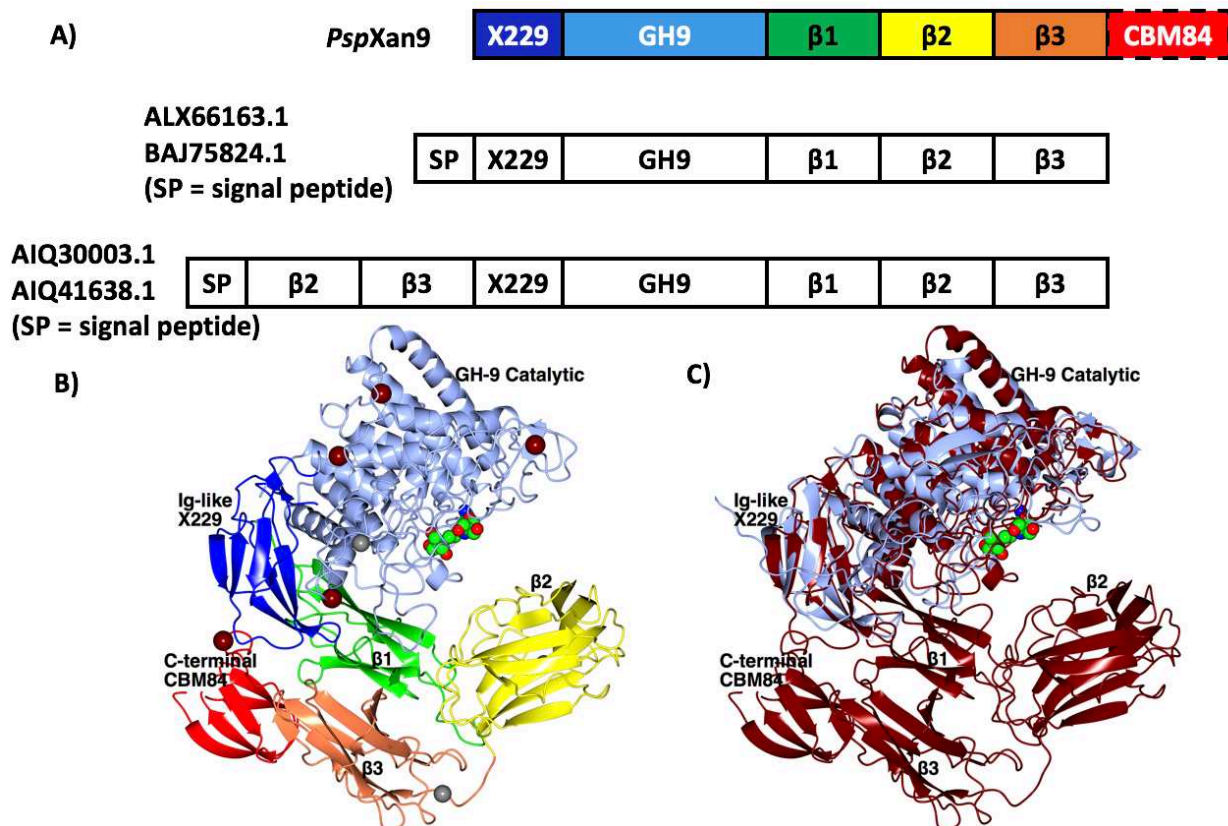 A)
PspXan9
X229 GH9 β1 β2 β3 CBM84
ALX66163.1
BAJ75824.1
(SP = signal peptide)
SP X229 GH9 β1 β2 β3
AIQ30003.1
AIQ41638.1
(SP = signal peptide)
SP β2 β3 X229 GH9 β1 β2 β3
B)
GH-9 Catalytic
Ig-like
X229
β2
C-terminal
CBM84
β1
β3
C)
GH-9 Catalytic
Ig-like
X229
β2
C-terminal
CBM84
β1
β3